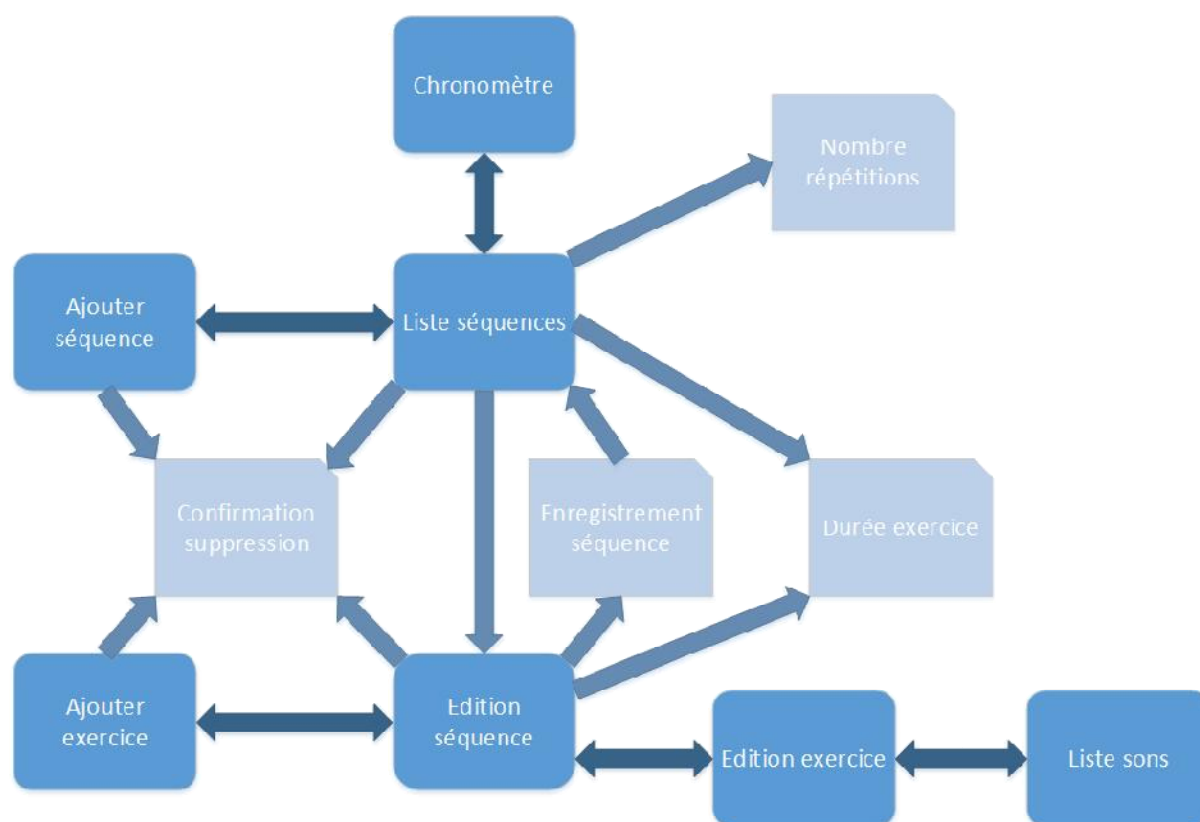 Chronomètre
Nombre
répétitions
Ajouter
séquence
Liste séquences
Confirmation
suppression
Enregistrement
séquence
Durée exercice
Ajouter
exercice
Edition
séquence
Edition exercice
Liste sons